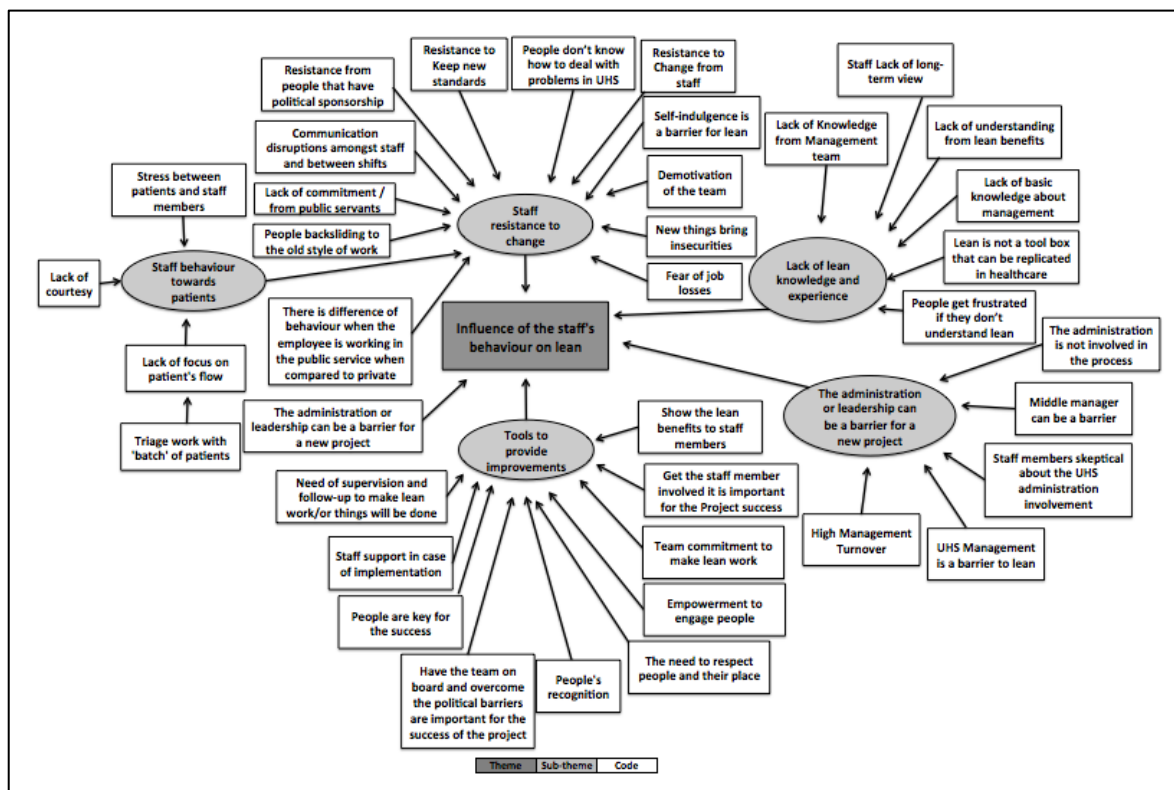 Resistance to
Keep new
standards
People don't know
how to deal with
problems in UHS
Resistance to
Change from
staff
Staff Lack of long-
term view
Resistance from
people that have
political sponsorship
Self-indulgence is
a barrier for lean
Lack of Knowledge
from Management
team
Lack of understanding
from lean benefits
Communication
disruptions amongst staff
and between shifts
Demotivation
of the team
Stress between
patients and staff
members
Lack of commitment /
from public servants
Staff
resistance to
change
Lack of basic
knowledge about
management
People backsliding to
the old style of work
New things bring
insecurities
Lean is not a tool box
that can be replicated
in healthcare
Lack of
courtesy
Staff behaviour
towards
patients
Fear of job
losses
Lack of lean
knowledge and
experience
People get frustrated
if they don't
understand lean
There is difference of
behaviour when the
employee is working in
the public service when
compared to private
Influence of the staff's
behaviour on lean
The administration
is not involved in
the process
Lack of focus on
patient's flow
The administration or
leadership can be a barrier for
a new project
Show the lean
benefits to staff
members
The administration
or leadership can
be a barrier for a
new project
Middle manager
can be a barrier
Triage work with
'batch' of patients
Tools to
provide
improvements
Need of supervision and
follow-up to make lean
work/or things will be done
Get the staff member
involved it is important
for the Project success
Staff members skeptical
about the UHS
administration
involvement
Staff support in case
of implementation
Team commitment to
make lean work
High Management
Turnover
UHS Management
is a barrier to lean
People are key for
the success
Empowerment to
engage people
Have the team on
board and overcome
the political barriers
are important for the
success of the project
People's
recognition
The need to respect
people and their place
Theme Sub-theme Code